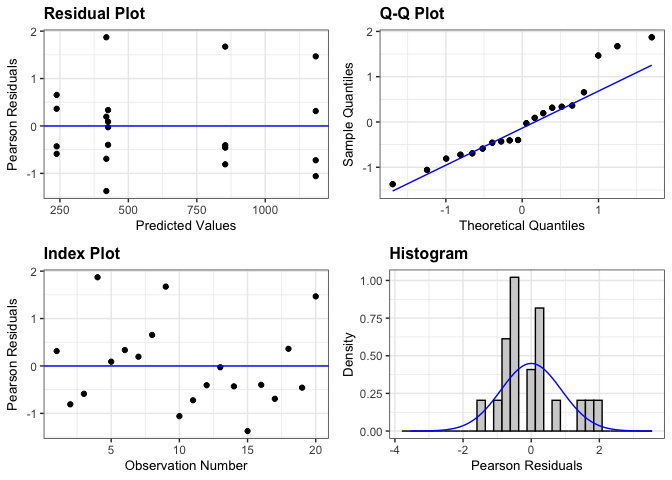 Residual Plot
2
1
0
-1
Pearson Residuals
250
500
750
1000
Predicted Values
Q-Q Plot
2
1
0
-1
Sample Quantiles
-1
0
1
Theoretical Quantiles
Index Plot
2
1
0
-1
Pearson Residuals
5
10
15
20
Observation Number
Histogram
1.00
0.75
0.50
0.25
0.00
Density
-4
-2
0
2
Pearson Residuals